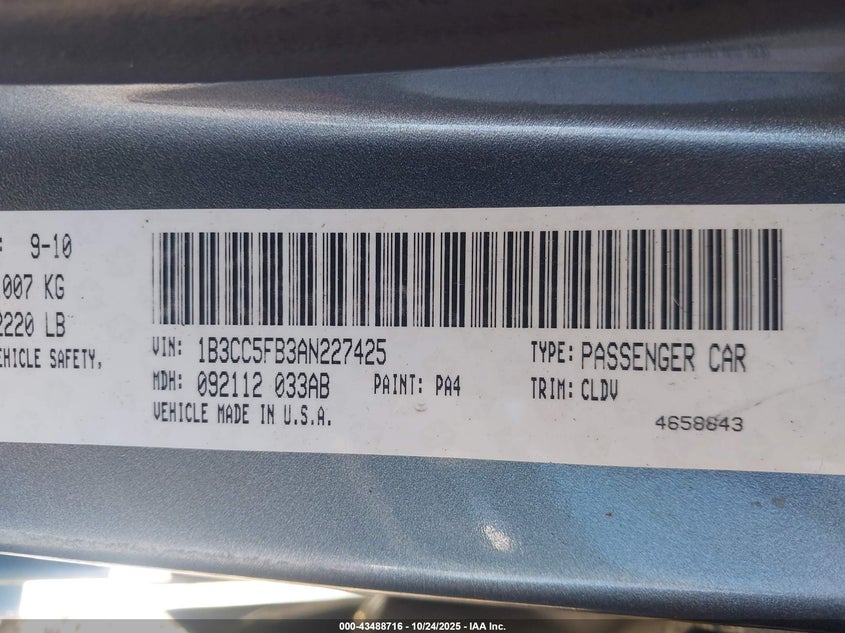 : 9-10
007 KG
2220 LB
EHICLE SAFETY,
VIN: 1B3CC5FB3AN227425 TYPE: PASSENGER CAR
MDH: 092112 033AB PAINT: PA4 TRIM: CLDV
VEHICLE MADE IN U.S.A. 4658643
000-43488716 - 10/24/2025 - IAA Inc.